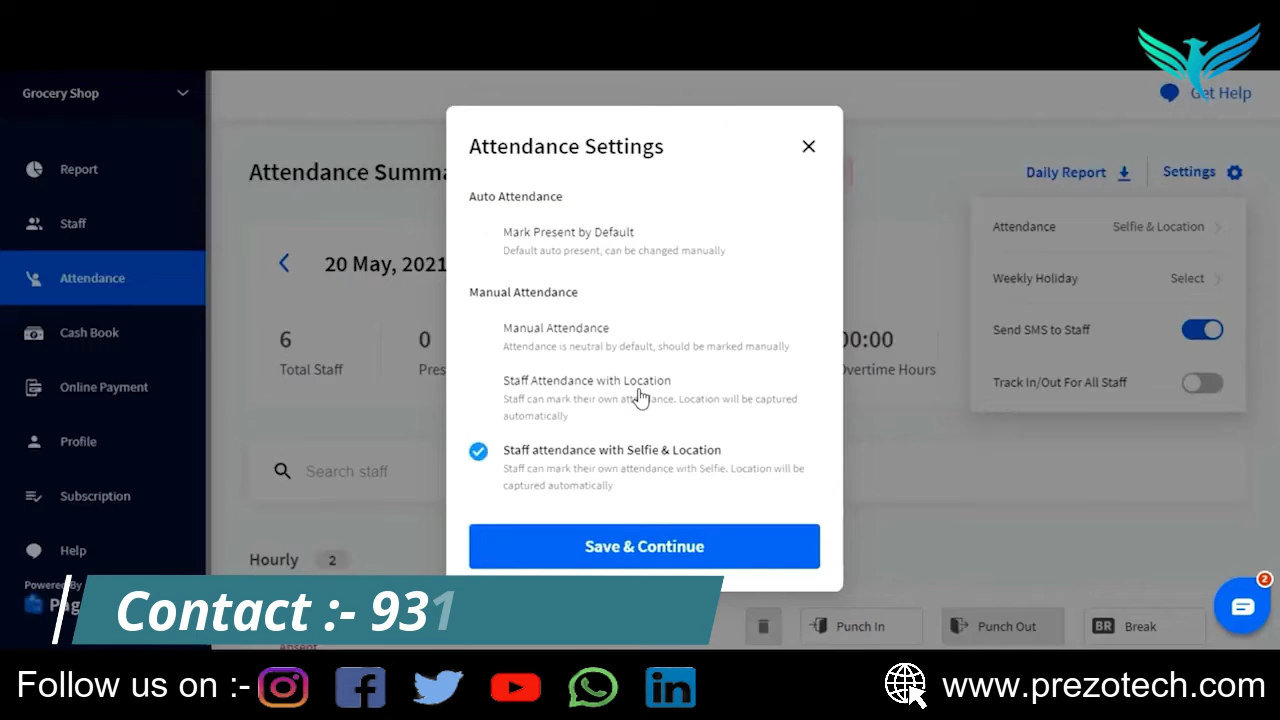 Grocery Shop
Get Help
Report
Staff
Attendance
Cash Book
Online Payment
Profile
Subscription
Help
Powered By
Attendance Summa
Daily Report
Settings
20 May, 2021
6
Total Staff
0
Pres
00:00
Overtime Hours
Attendance Selfie & Location
Weekly Holiday Select
Send SMS to Staff
Track In/Out For All Staff
Search staff
Hourly 2
Attendance Settings
Auto Attendance
Mark Present by Default
Default auto present, can be changed manually
Manual Attendance
Manual Attendance
Attendance is neutral by default, should be marked manually
Staff Attendance with Location
Staff can mark their own attendance. Location will be
captured
automatically
Staff attendance with Selfie & Location
Staff can mark their own attendance with Selfie. Location will be
captured automatically
Save & Continue
Absent
Punch In
Punch Out
BR Break
2
Contact :- 931
Follow us on :-
www.prezotech.com